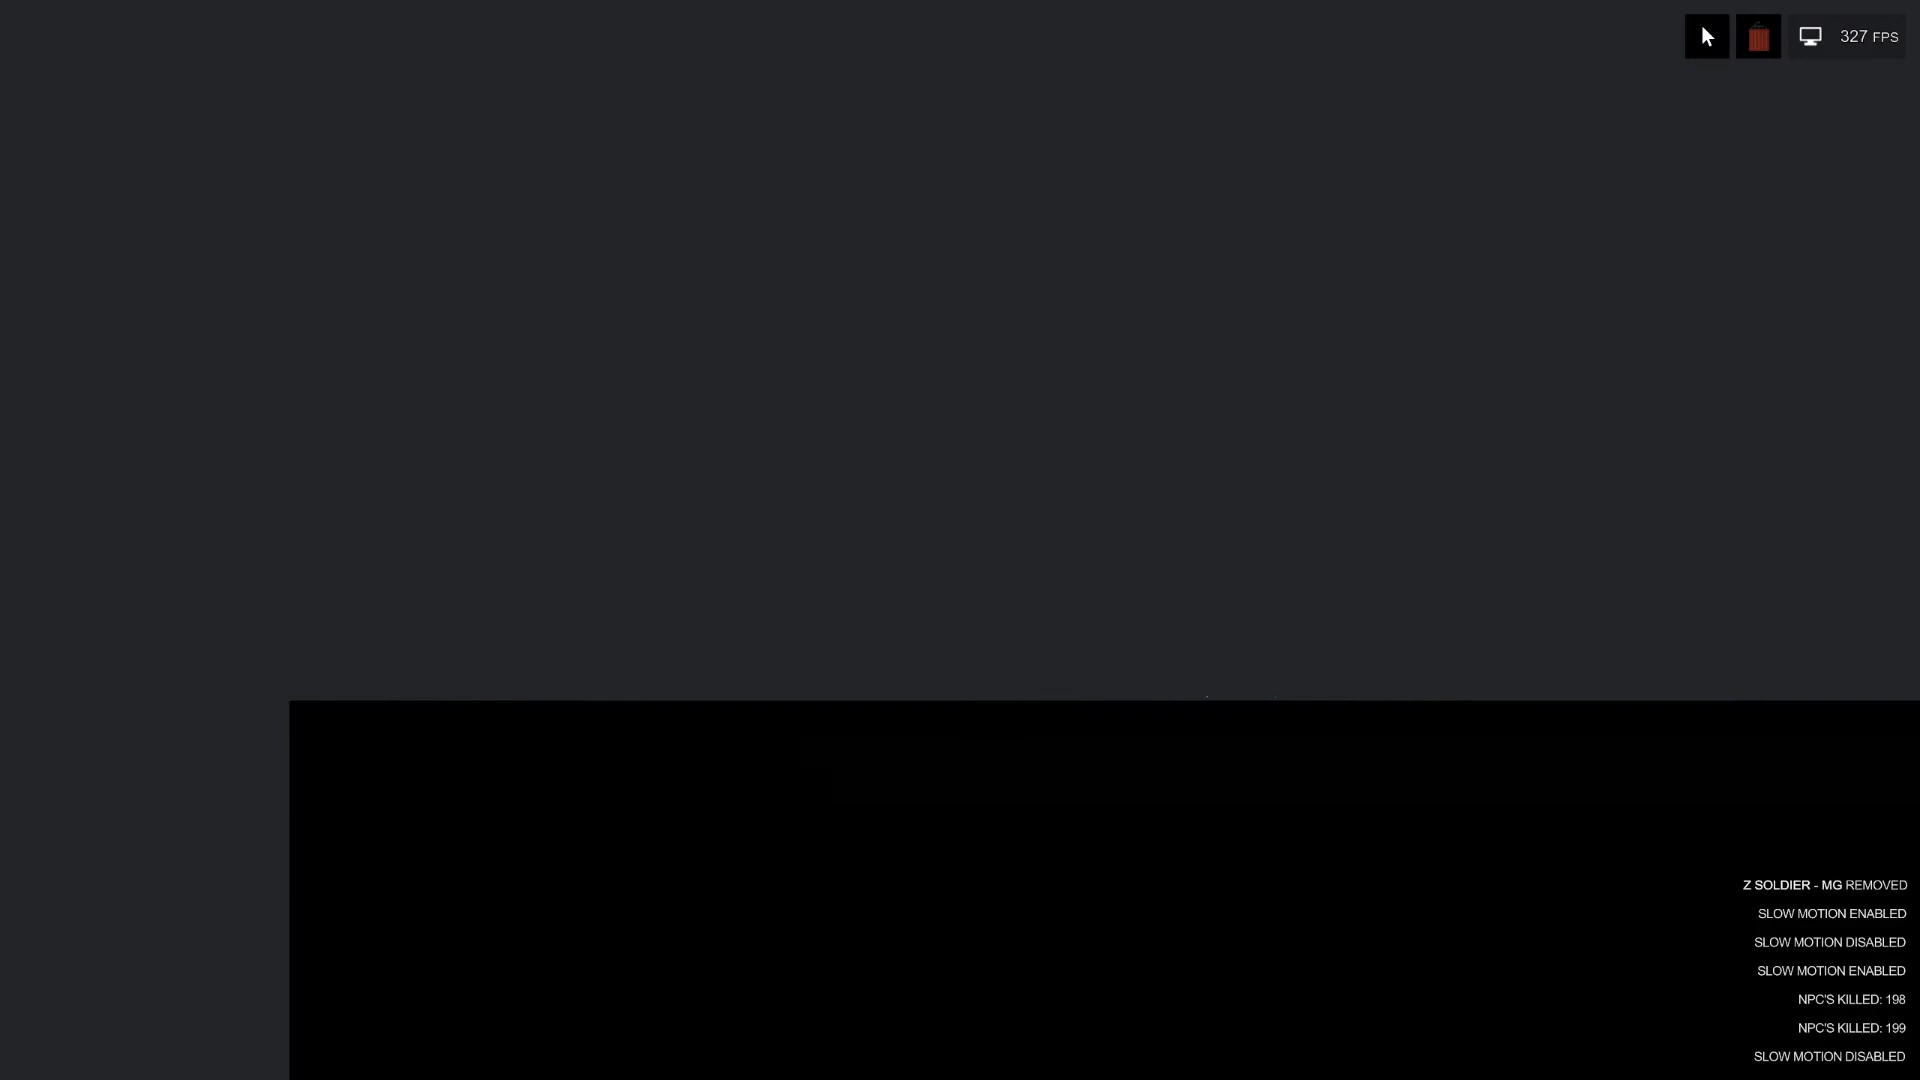 327 FPS
Z SOLDIER - MG REMOVED
SLOW MOTION ENABLED
SLOW MOTION DISABLED
SLOW MOTION ENABLED
NPC'S KILLED: 198
NPC'S KILLED: 199
SLOW MOTION DISABLED